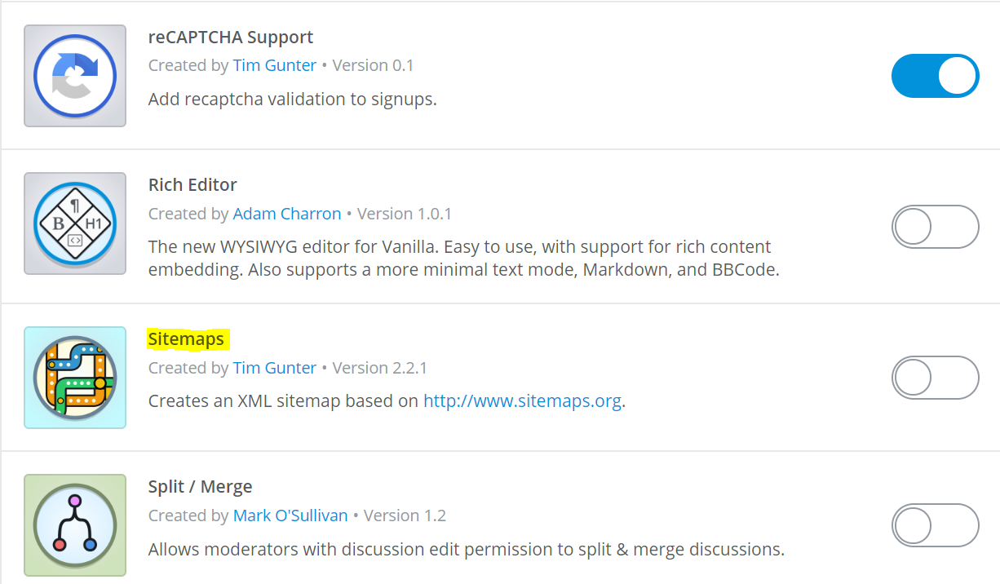 reCAPTCHA Support
Created by Tim Gunter • Version 0.1
Add recaptcha validation to signups.
¶
B
H1
<>
Rich Editor
Created by Adam Charron • Version 1.0.1
The new WYSIWYG editor for Vanilla. Easy to use, with support for rich content
embedding. Also supports a more minimal text mode, Markdown, and BBCode.
Sitemaps
Created by Tim Gunter • Version 2.2.1
Creates an XML sitemap based on http://www.sitemaps.org.
Split / Merge
Created by Mark O'Sullivan • Version 1.2
Allows moderators with discussion edit permission to split & merge discussions.